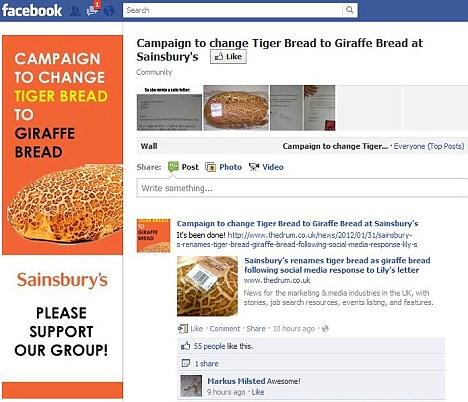 facebook
1
Search
CAMPAIGN
TO CHANGE
TIGER BREAD
TO
GIRAFFE
BREAD
Sainsbury's
PLEASE
SUPPORT
OUR GROUP!
Campaign to change Tiger Bread to Giraffe Bread at
Sainsbury's
Like
Community
So she wrote a
letter:
Wall
Campaign to change Tiger... · Everyone (Top Posts)
Share:
Post
Photo
Video
Write something...
GIRAFFE
BREAD
Campaign to change Tiger Bread to Giraffe Bread at Sainsbury's
It's been done! http://www.thedrum.co.uk/news/2012/01/31/sainsbury-
s-renames-tiger-bread-giraffe-bread-following-social-media-response-lily-s
Sainsbury's renames tiger bread as giraffe bread
following social media response to Lily's letter
www.thedrum.co.uk
News for the marketing & media industries in the UK, with
stories, job search resources, events listing, and features.
Like · Comment · Share · 10 hours ago ·
55 people like this.
1 share
Markus Milsted Awesome!
9 hours ago · Like